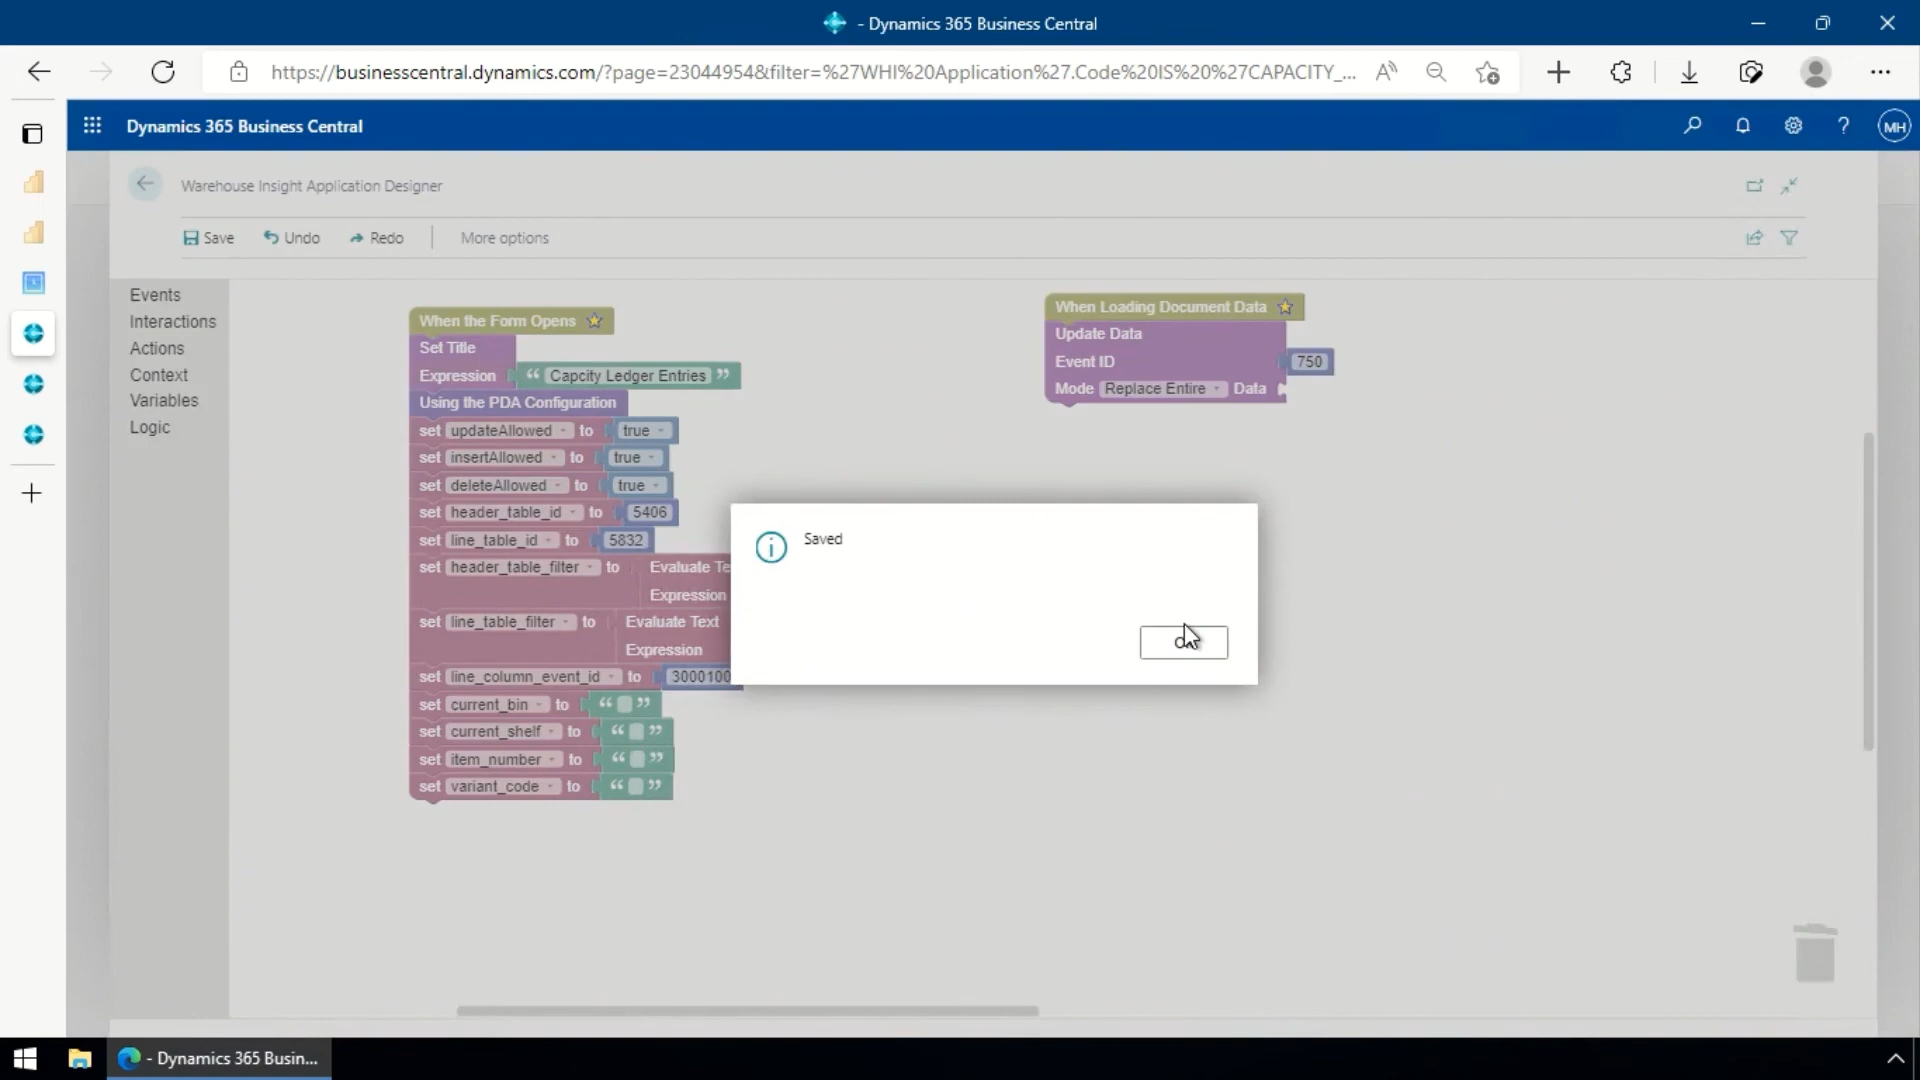 - Dynamics 365 Business Central
https://businesscentral.dynamics.com/?page=23044954&filter=%27WHI%20Application%27.Code%20IS%20%27CAPACITY_...
Dynamics 365 Business Central
MH
Warehouse Insight Application Designer
Save Undo Redo More options
Events
Interactions
Actions
Context
Variables
Logic
When the Form Opens
Set Title
Expression “ Capcity Ledger Entries ”
Using the PDA Configuration
set updateAllowed to true
set insertAllowed to true
set deleteAllowed to true
set header_table_id to 5406
set line_table_id to 5832
set header_table_filter to Evaluate Te
Expression
set line_table_filter to Evaluate Text
Expression
set line_column_event_id to 3000100
set current_bin to “ ”
set current_shelf to “ ”
set item_number to “ ”
set variant_code to “ ”
When Loading Document Data
Update Data
Event ID 750
Mode Replace Entire Data
Saved
- Dynamics 365 Busin...